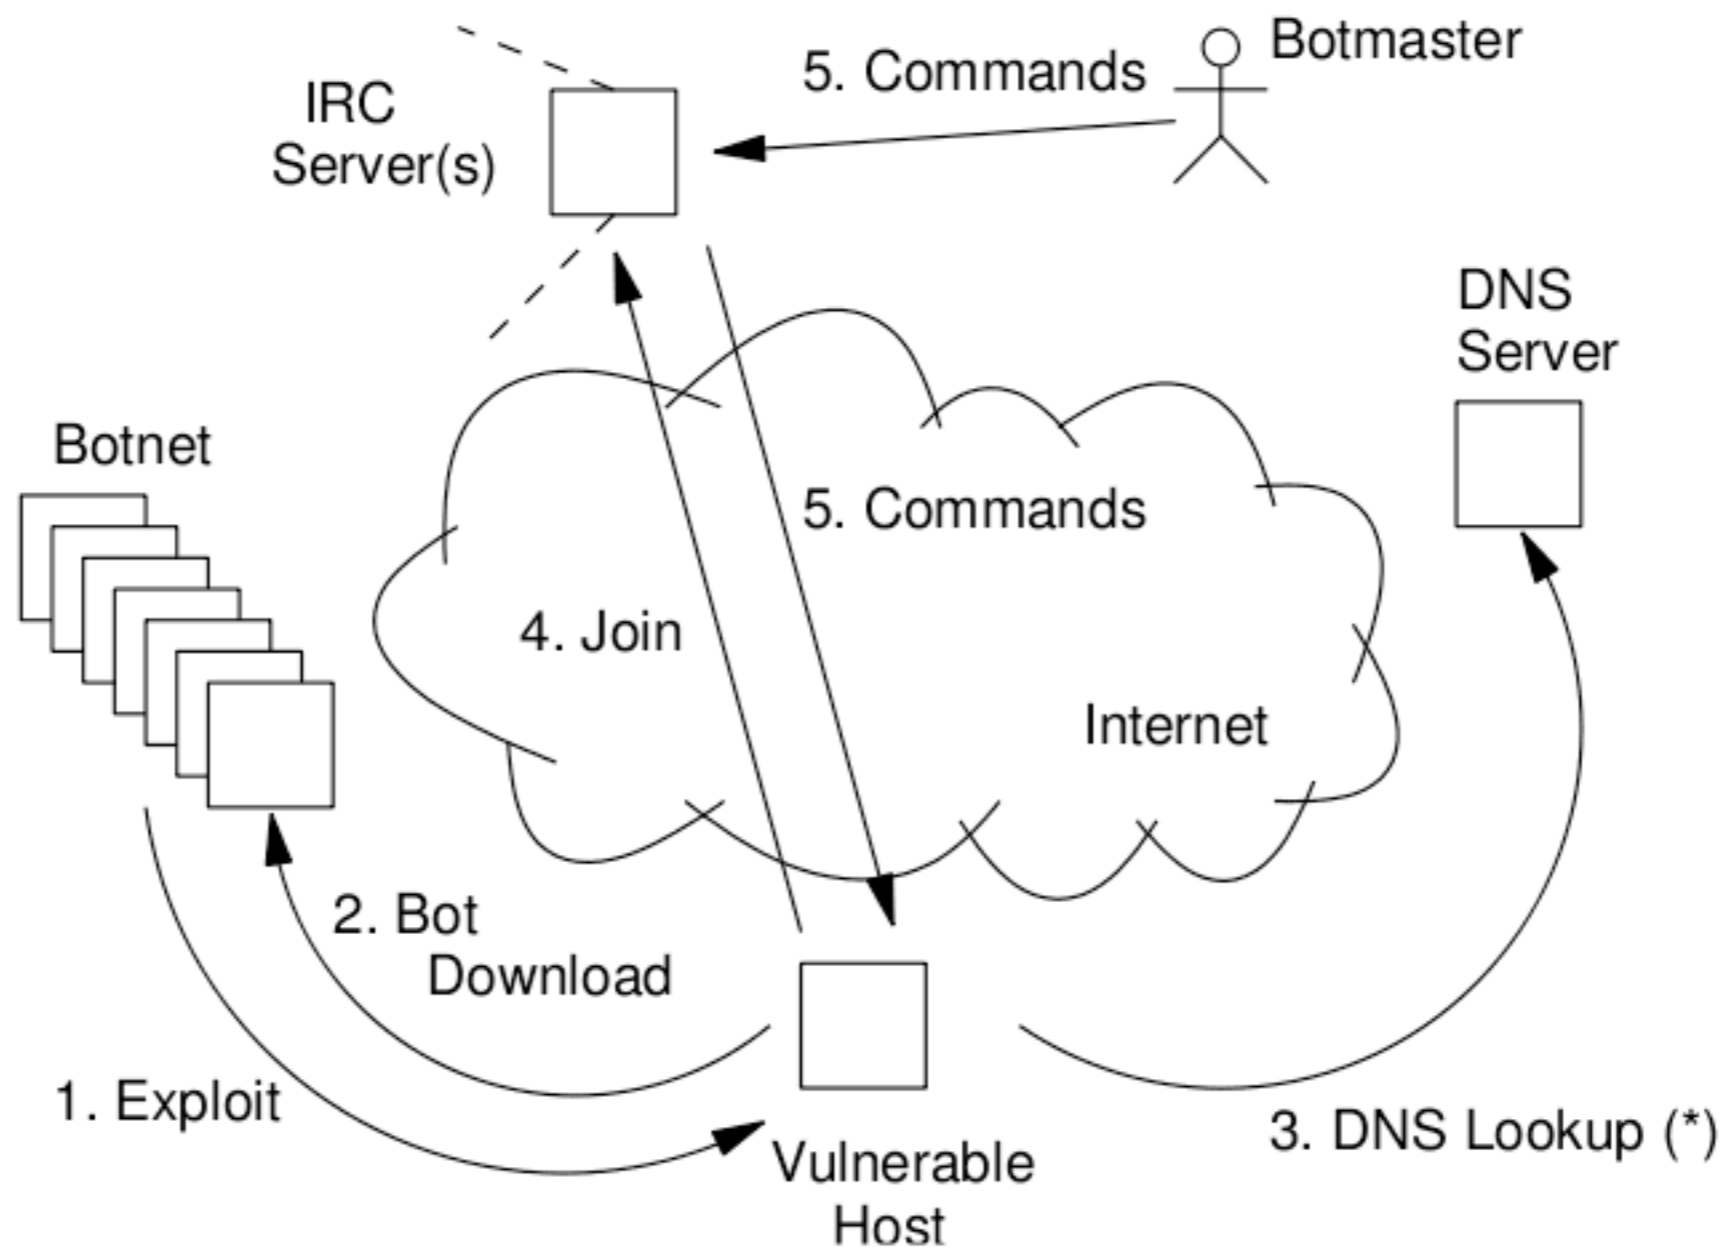 Botmaster
5. Commands
IRC
Server(s)
DNS
Server
Botnet
5. Commands
4. Join
Internet
2. Bot
Download
1. Exploit
3. DNS Lookup (*)
Vulnerable
Host